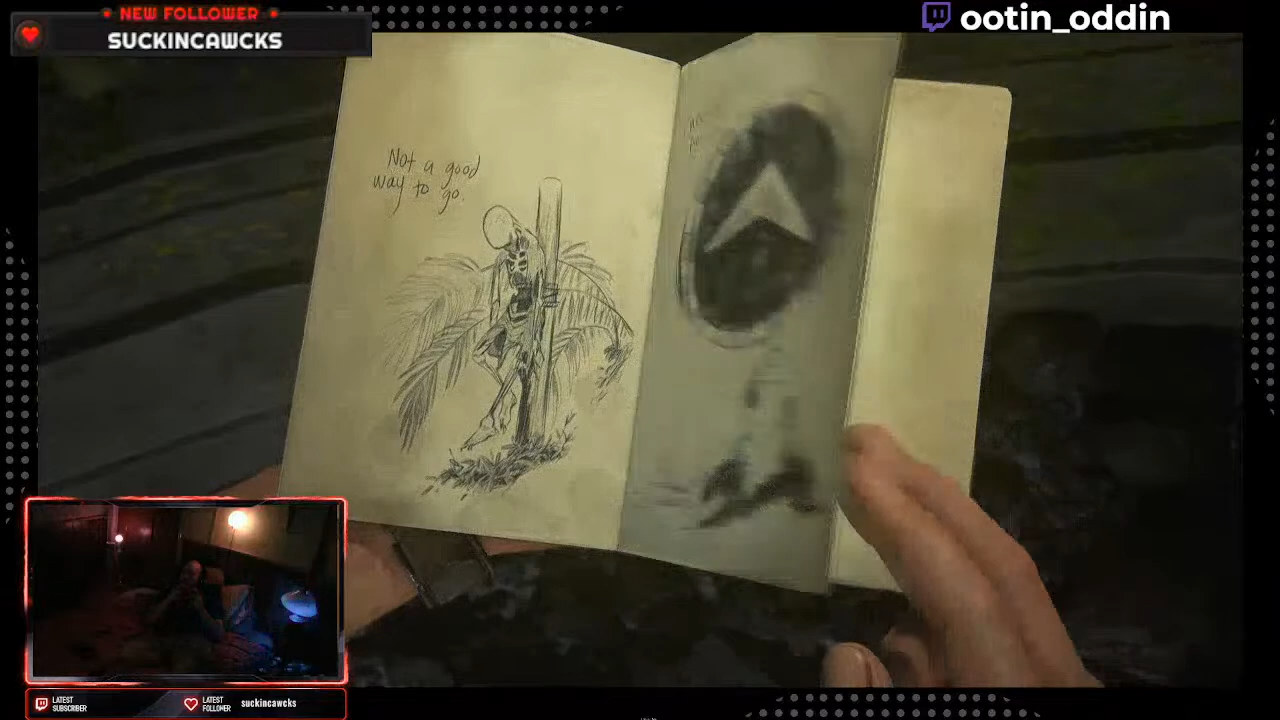 NEW FOLLOWER
SUCKINCAWCKS
ootin_oddin
Not a good
way to go.
LATEST
SUBSCRIBER
LATEST
FOLLOWER
suckincawcks